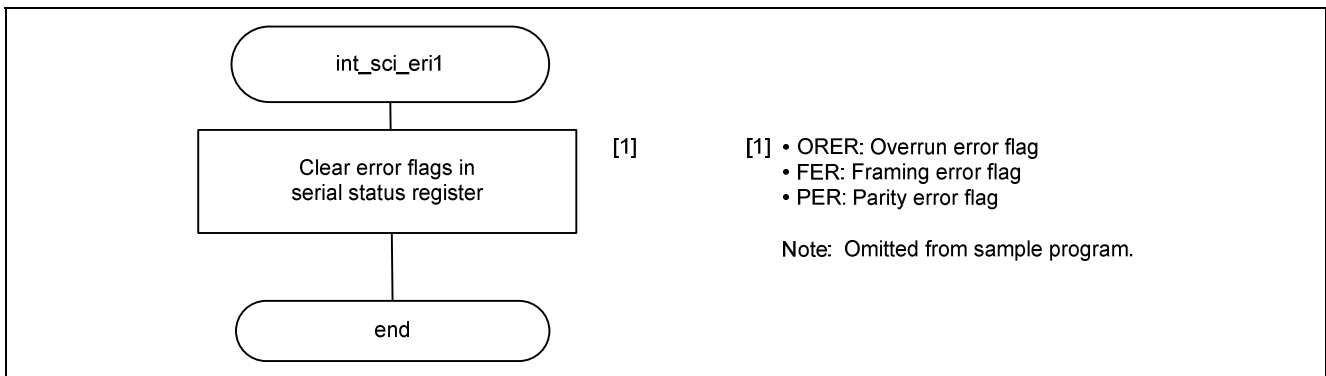 int_sci_eri1
Clear error flags in
serial status register
[1]
[1] • ORER: Overrun error flag
• FER: Framing error flag
• PER: Parity error flag
Note: Omitted from sample program.
end